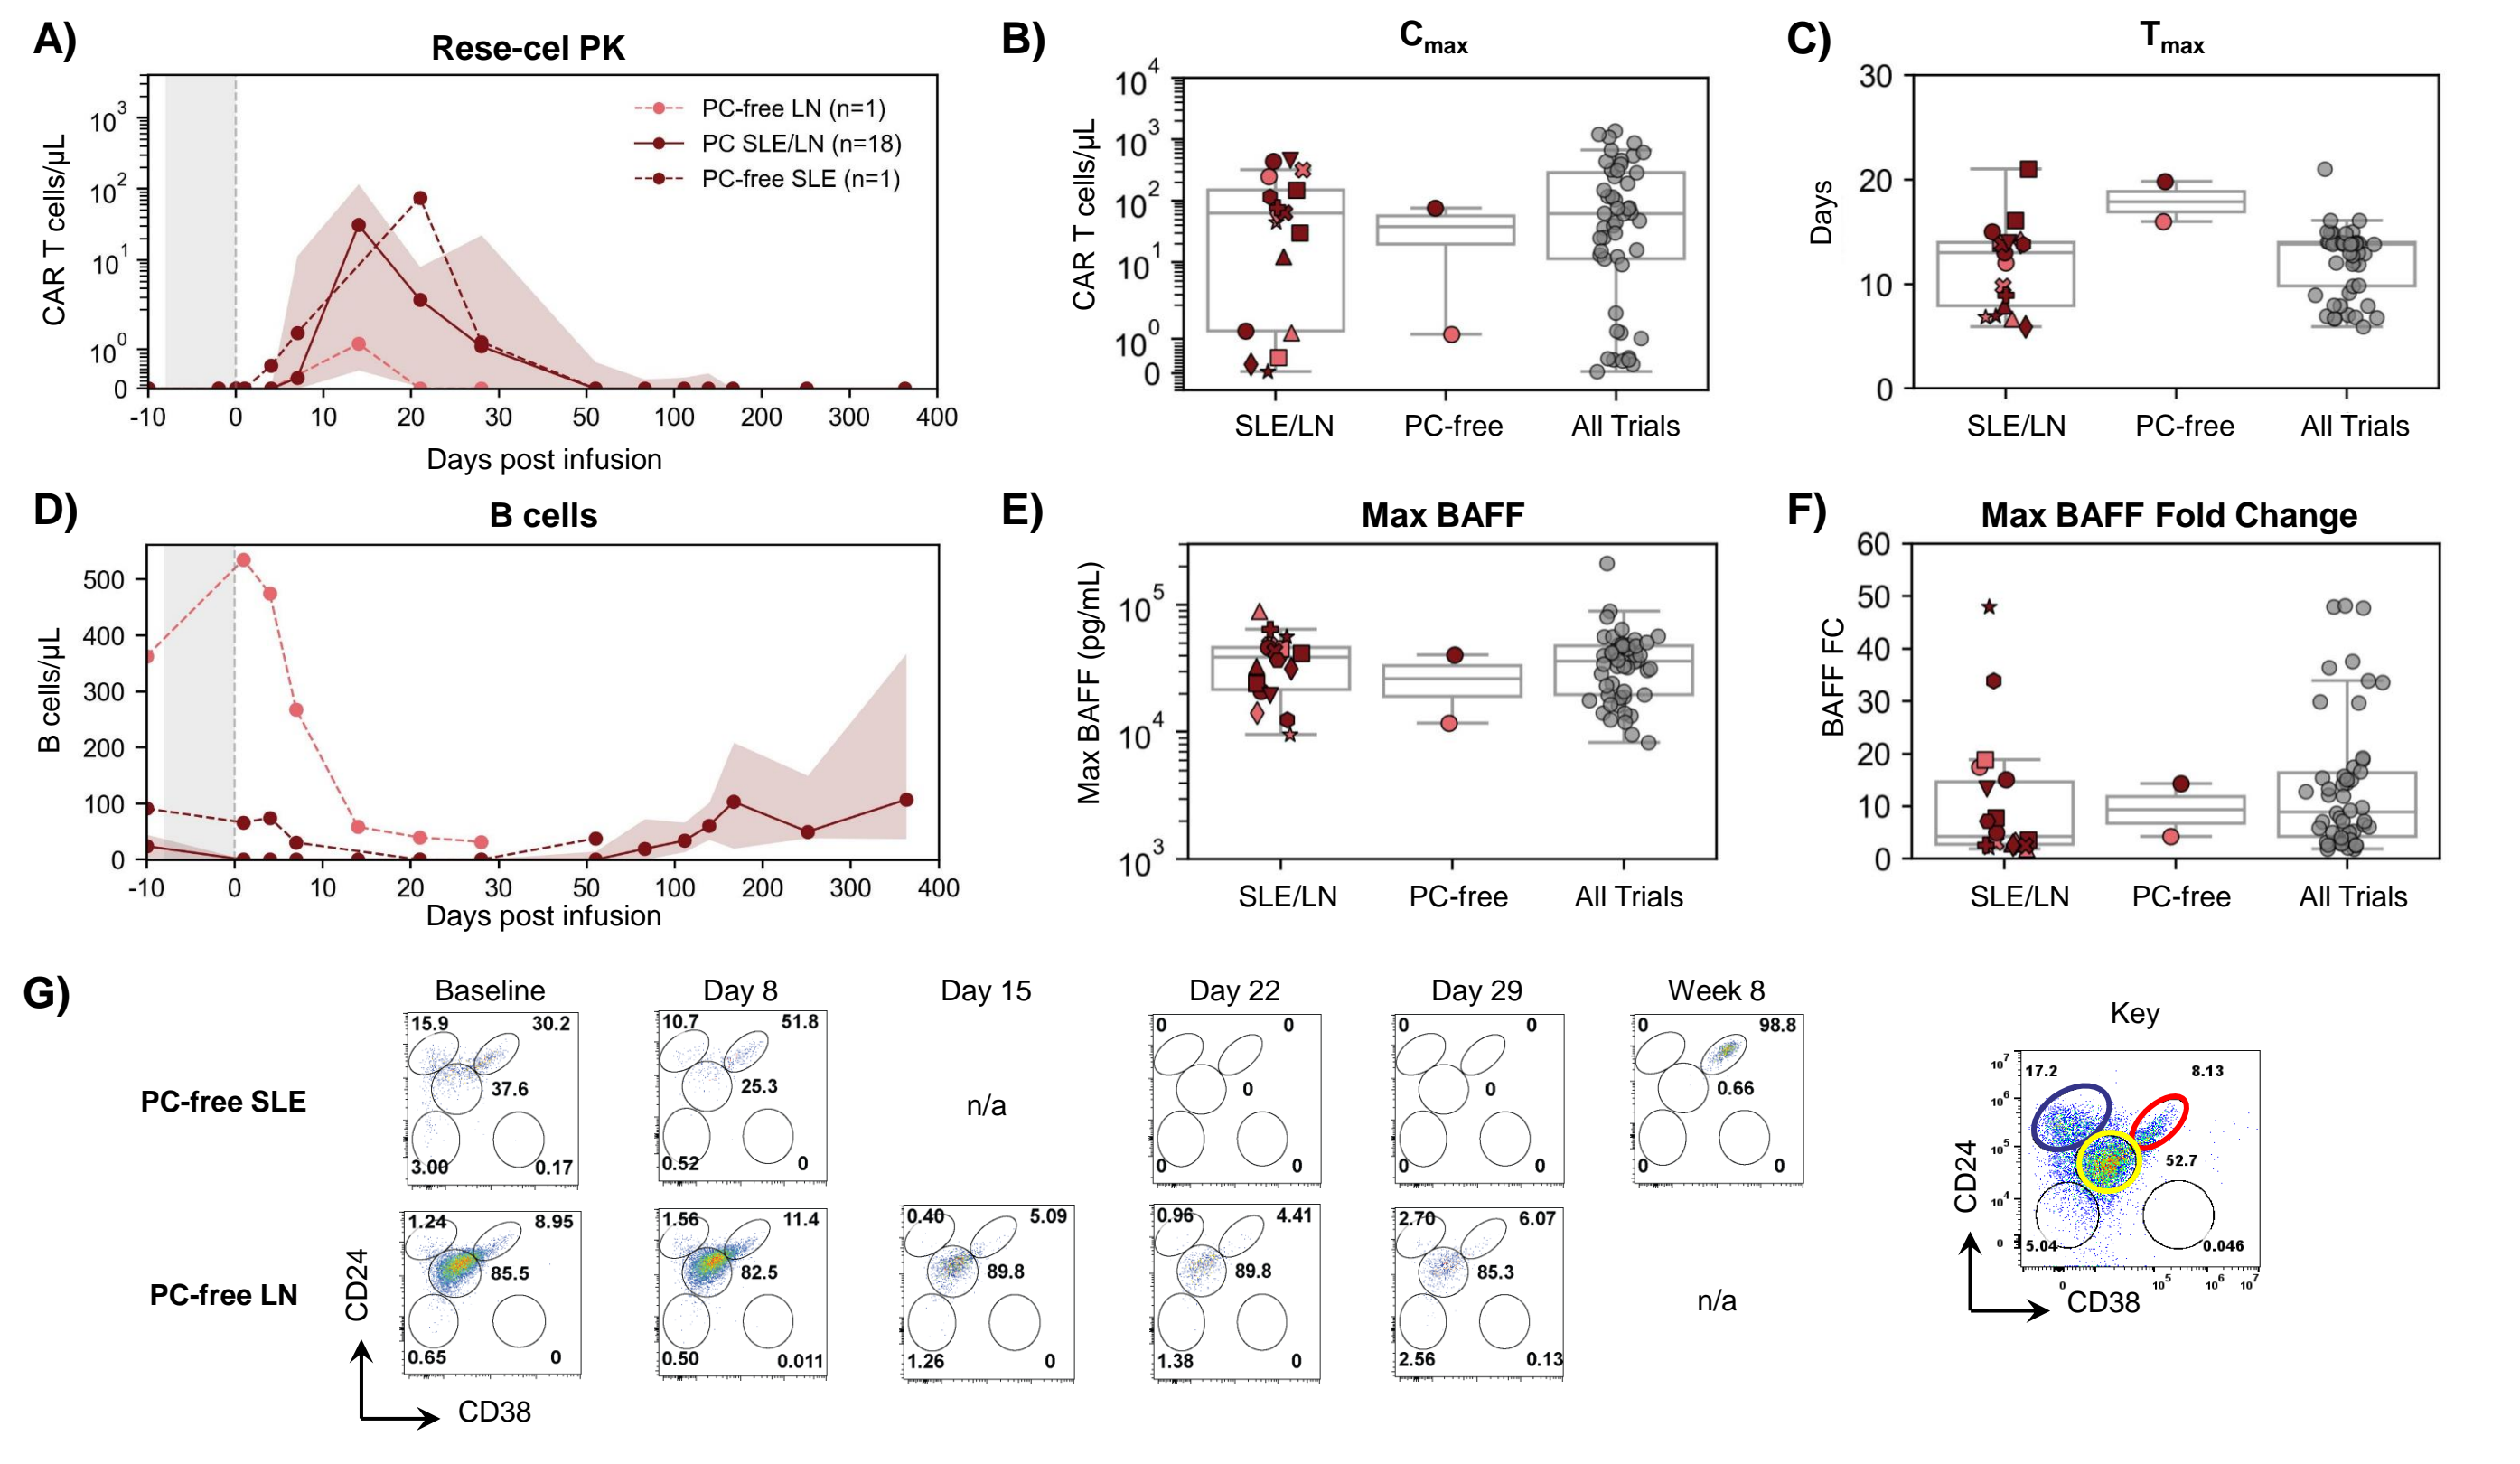 A)
Rese-cel PK
CAR T cells/µL
10³
10²
10¹
10⁰
0
PC-free LN (n=1)
PC SLE/LN (n=18)
PC-free SLE (n=1)
-10 0 10 20 30 50 100 200 300 400
Days post infusion
B)
Cmax
CAR T cells/µL
10⁴
10³
10²
10¹
10⁰
0
SLE/LN PC-free All Trials
C)
Tmax
Days
30
20
10
0
SLE/LN PC-free All Trials
D)
B cells
B cells/µL
500
400
300
200
100
0
-10 0 10 20 30 50 100 200 300 400
Days post infusion
E)
Max BAFF
Max BAFF (pg/mL)
10⁵
10⁴
10³
SLE/LN PC-free All Trials
F)
Max BAFF Fold Change
BAFF FC
60
50
40
30
20
10
0
SLE/LN PC-free All Trials
G)
Baseline Day 8 Day 15 Day 22 Day 29 Week 8
PC-free SLE
15.9 30.2
37.6
3.00 0.17
10.7 51.8
25.3
0.52 0
n/a
0 0
0
0 0
0 0
0
0 0
0 98.8
0.66
0 0
PC-free LN
1.24 8.95
85.5
0.65 0
1.56 11.4
82.5
0.50 0.011
0.40 5.09
89.8
1.26 0
0.96 4.41
89.8
1.38 0
2.70 6.07
85.3
2.56 0.13
n/a
CD24
CD38
Key
10⁷
10⁶
10⁵
10⁴
0
17.2 8.13
52.7
5.04 0.046
0 10⁵ 10⁶ 10⁷
CD24
CD38